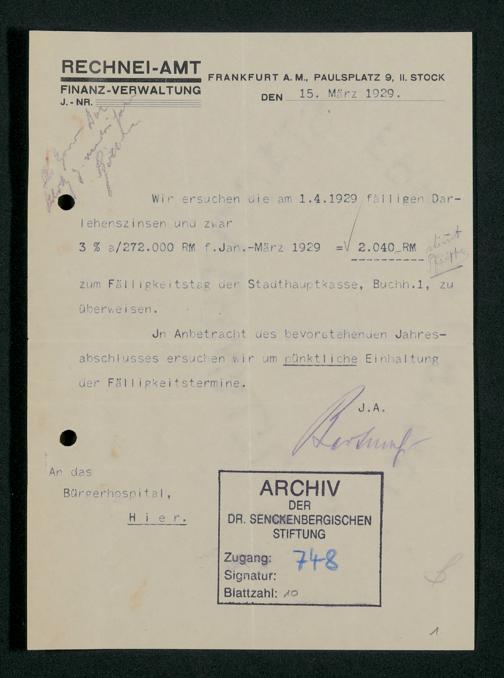 RECHNEI-AMT
FINANZ-VERWALTUNG
J.-NR.
FRANKFURT A. M., PAULSPLATZ 9, II. STOCK
DEN 15. März 1929.
Wir ersuchen die am 1.4.1929 fälligen Dar-
lehenszinsen und zwar
3 % a/272.000 RM f.Jan.-März 1929 =√ 2.040,-RM
stimmt
zum Fälligkeitstag der Stadthauptkasse, Buchh.1, zu
überweisen.
Jn Anbetracht des bevorstehenden Jahres-
abschlusses ersuchen wir um pünktliche Einhaltung
der Fälligkeitstermine.
J.A.
An das
Bürgerhospital,
Hier.
ARCHIV
DER
DR. SENCKENBERGISCHEN
STIFTUNG
Zugang: 748
Signatur:
Blattzahl: 10
1